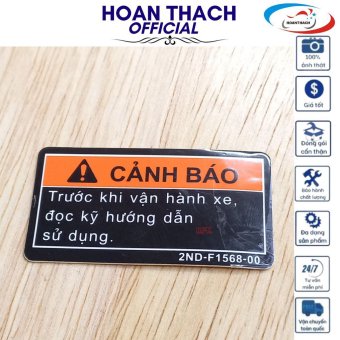 HOAN THACH
OFFICIAL
HOANTHACH
100%
ảnh thật
Giá tốt
Đóng gói
cẩn thận
Bảo hành
chất lượng
Đa dạng
sản phẩm
24/7
Tư vấn
miễn phí
Vận chuyển
toàn quốc
CẢNH BÁO
Trước khi vận hành xe,
đọc kỹ hướng dẫn
sử dụng.
2ND-F1568-00